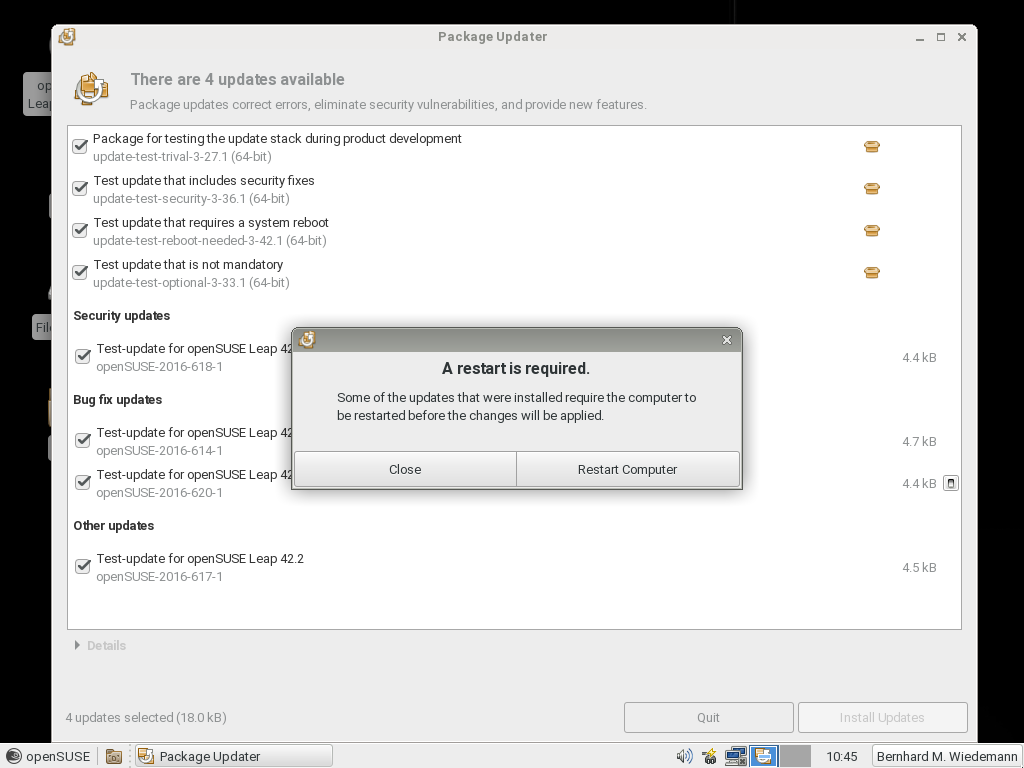 Package Updater
There are 4 updates available
Package updates correct errors, eliminate security vulnerabilities, and provide new features.
Package for testing the update stack during product development
update-test-trival-3-27.1 (64-bit)
Test update that includes security fixes
update-test-security-3-36.1 (64-bit)
Test update that requires a system reboot
update-test-reboot-needed-3-42.1 (64-bit)
Test update that is not mandatory
update-test-optional-3-33.1 (64-bit)
Security updates
Test-update for openSUSE Leap 42
openSUSE-2016-618-1
4.4 kB
Bug fix updates
Test-update for openSUSE Leap 42
openSUSE-2016-614-1
4.7 kB
Test-update for openSUSE Leap 42
openSUSE-2016-620-1
4.4 kB
Other updates
Test-update for openSUSE Leap 42.2
openSUSE-2016-617-1
4.5 kB
A restart is required.
Some of the updates that were installed require the computer to
be restarted before the changes will be applied.
Close
Restart Computer
Details
4 updates selected (18.0 kB)
Quit
Install Updates
op
Lea
File
openSUSE
Package Updater
10:45
Bernhard M. Wiedemann